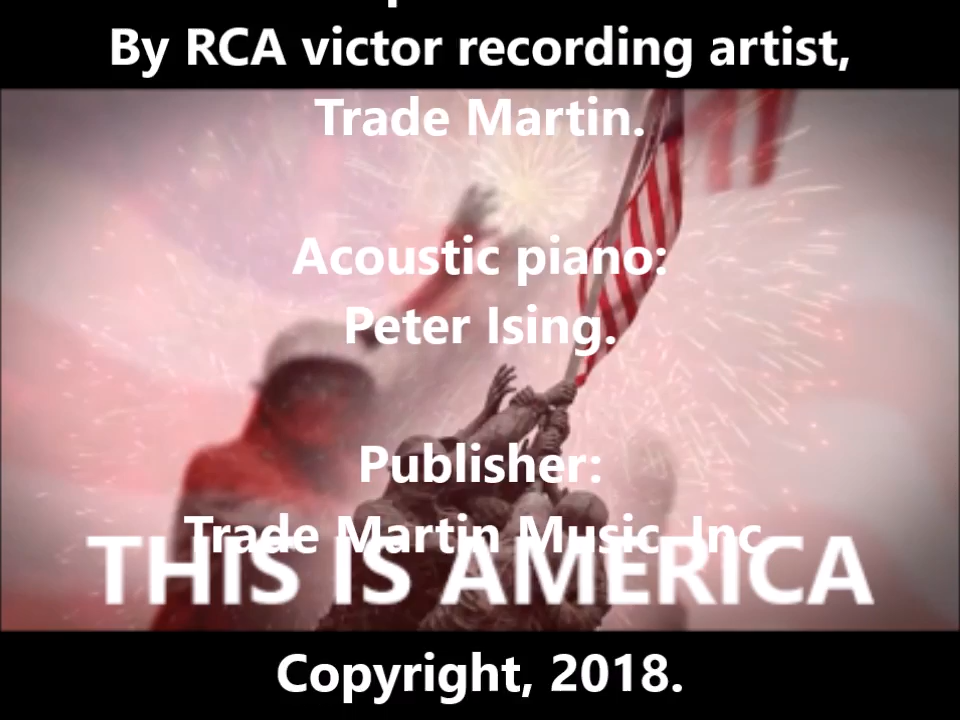 By RCA victor recording artist,
Trade Martin.
Acoustic piano:
Peter Ising.
Publisher:
Trade Martin Music, Inc.
THIS IS AMERICA
Copyright, 2018.